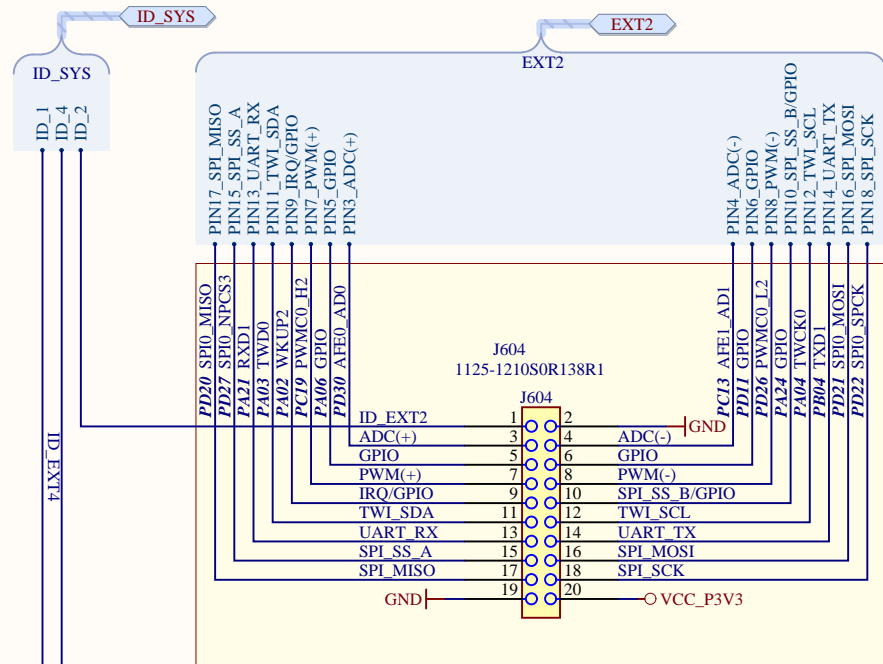 ID_SYS
EXT2
ID_SYS
EXT2
ID_1
ID_4
ID_2
PIN17_SPI_MISO
PIN15_SPI_SS_A
PIN13_UART_RX
PIN11_TWI_SDA
PIN9_IRQ/GPIO
PIN7_PWM(+)
PIN5_GPIO
PIN3_ADC(+)
PIN4_ADC(-)
PIN6_GPIO
PIN8_PWM(-)
PIN10_SPI_SS_B/GPIO
PIN12_TWI_SCL
PIN14_UART_TX
PIN16_SPI_MOSI
PIN18_SPI_SCK
PD20 SPI0_MISO
PD27 SPI0_NPCS3
PA21 RXD1
PA03 TWD0
PA02 WKUP2
PC19 PWMC0_H2
PA06 GPIO
PD30 AFE0_AD0
PC13 AFE1_AD1
PD11 GPIO
PD26 PWMC0_L2
PA24 GPIO
PA04 TWCK0
PB04 TXD1
PD21 SPI0_MOSI
PD22 SPI0_SPCK
J604
1125-1210S0R138R1
J604
ID_EXT2 1 2 GND
ADC(+) 3 4 ADC(-)
GPIO 5 6 GPIO
PWM(+) 7 8 PWM(-)
IRQ/GPIO 9 10 SPI_SS_B/GPIO
TWI_SDA 11 12 TWI_SCL
UART_RX 13 14 UART_TX
SPI_SS_A 15 16 SPI_MOSI
SPI_MISO 17 18 SPI_SCK
GND 19 20 VCC_P3V3
ID_EXT4